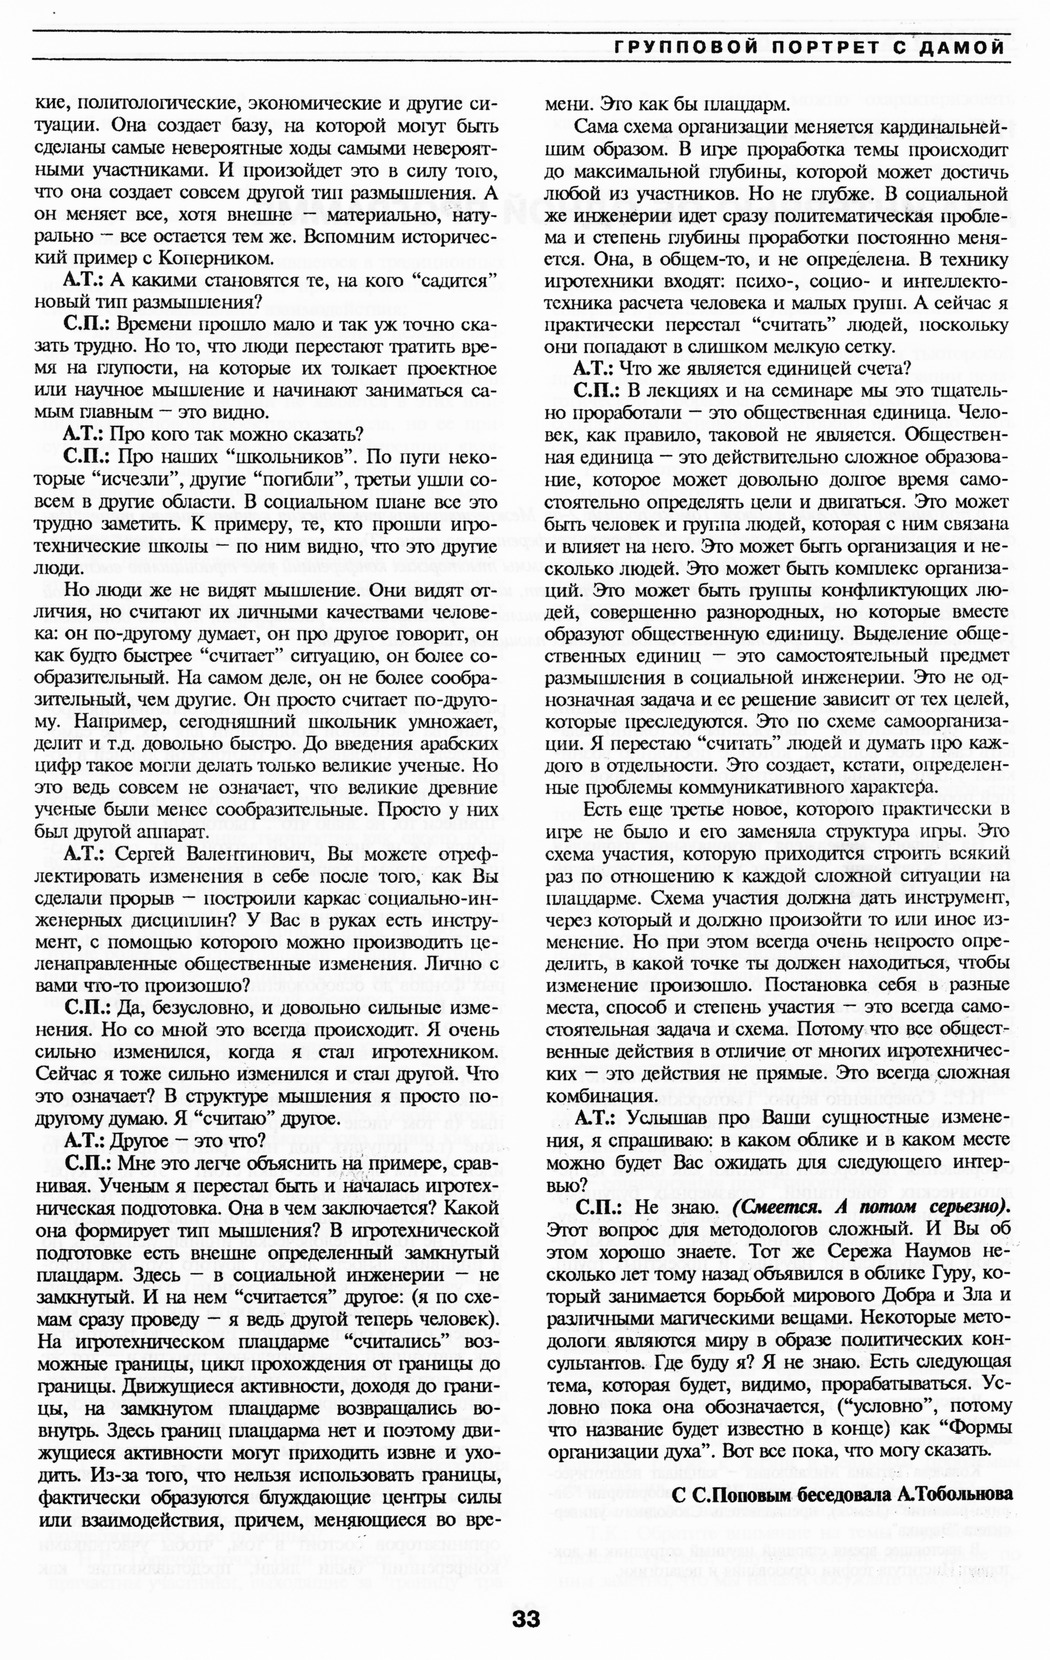 ГРУППОВОЙ ПОРТРЕТ С ДАМОЙ
кие, политологические, экономические и другие си-
туации. Она создает базу, на которой могут быть
сделаны самые невероятные ходы самыми невероят-
ными участниками. И произойдет это в силу того,
что она создает совсем другой тип размышления. А
он меняет все, хотя внешне — материально, нату-
рально — все остается тем же. Вспомним историчес-
кий пример с Коперником.
А.Т.: А какими становятся те, на кого “садится”
новый тип размышления?
С.П.: Времени прошло мало и так уж точно ска-
зать трудно. Но то, что люди перестают тратить вре-
мя на глупости, на которые их толкает проектное
или научное мышление и начинают заниматься са-
мым главным — это видно.
А.Т.: Про кого так можно сказать?
С.П.: Про наших “школьников”. По пути неко-
торые “исчезли”, другие “погибли”, третьи ушли со-
всем в другие области. В социальном плане все это
трудно заметить. К примеру, те, кто прошли игро-
технические школы — по ним видно, что это другие
люди.
Но люди же не видят мышление. Они видят от-
личия, но считают их личными качествами челове-
ка: он по-другому думает, он про другое говорит, он
как будто быстрее “считает” ситуацию, он более со-
образительный. На самом деле, он не более сообра-
зительный, чем другие. Он просто считает по-друго-
му. Например, сегодняшний школьник умножает,
делит и т.д. довольно быстро. До введения арабских
цифр такое могли делать только великие ученые. Но
это ведь совсем не означает, что великие древние
ученые были менее сообразительные. Просто у них
был другой аппарат.
А.Т.: Сергей Валентинович, Вы можете отреф-
лектировать изменения в себе после того, как Вы
сделали прорыв — построили каркас социально-ин-
женерных дисциплин? У Вас в руках есть инстру-
мент, с помощью которого можно производить це-
ленаправленные общественные изменения. Лично с
вами что-то произошло?
С.П.: Да, безусловно, и довольно сильные изме-
нения. Но со мной это всегда происходит. Я очень
сильно изменился, когда я стал игротехником.
Сейчас я тоже сильно изменился и стал другой. Что
это означает? В структуре мышления я просто по-
другому думаю. Я “считаю” другое.
А.Т.: Другое — это что?
С.П.: Мне это легче объяснить на примере, срав-
нивая. Ученым я перестал быть и началась игротех-
ническая подготовка. Она в чем заключается? Какой
она формирует тип мышления? В игротехнической
подготовке есть внешне определенный замкнутый
плацдарм. Здесь — в социальной инженерии — не
замкнутый. И на нем “считается” другое: (я по схе-
мам сразу проведу — я ведь другой теперь человек).
На игротехническом плацдарме “считались” воз-
можные границы, цикл прохождения от границы до
границы. Движущиеся активности, доходя до грани-
цы, на замкнутом плацдарме возвращались во-
внутрь. Здесь границ плацдарма нет и поэтому дви-
жущиеся активности могут приходить извне и ухо-
дить. Из-за того, что нельзя использовать границы,
фактически образуются блуждающие центры силы
или взаимодействия, причем, меняющиеся во вре-
мени. Это как бы плацдарм.
Сама схема организации меняется кардинальней-
шим образом. В игре проработка темы происходит
до максимальной глубины, которой может достичь
любой из участников. Но не глубже. В социальной
же инженерии идет сразу политематическая пробле-
ма и степень глубины проработки постоянно меня-
ется. Она, в общем-то, и не определена. В технику
игротехники входят: психо-, социо- и интеллекто-
техника расчета человека и малых групп. А сейчас я
практически перестал “считать” людей, поскольку
они попадают в слишком мелкую сетку.
А.Т.: Что же является единицей счета?
С.П.: В лекциях и на семинаре мы это тщатель-
но проработали — это общественная единица. Чело-
век, как правило, таковой не является. Обществен-
ная единица — это действительно сложное образова-
ние, которое может довольно долгое время само-
стоятельно определять цели и двигаться. Это может
быть человек и группа людей, которая с ним связана
и влияет на него. Это может быть организация и не-
сколько людей. Это может быть комплекс организа-
ций. Это может быть группы конфликтующих лю-
дей, совершенно разнородных, но которые вместе
образуют общественную единицу. Выделение обще-
ственных единиц — это самостоятельный предмет
размышления в социальной инженерии. Это не од-
нозначная задача и ее решение зависит от тех целей,
которые преследуются. Это по схеме самоорганиза-
ции. Я перестаю “считать” людей и думать про каж-
дого в отдельности. Это создает, кстати, определен-
ные проблемы коммуникативного характера.
Есть еще третье новое, которого практически в
игре не было и его заменяла структура игры. Это
схема участия, которую приходится строить всякий
раз по отношению к каждой сложной ситуации на
плацдарме. Схема участия должна дать инструмент,
через который и должно произойти то или иное из-
менение. Но при этом всегда очень непросто опре-
делить, в какой точке ты должен находиться, чтобы
изменение произошло. Постановка себя в разные
места, способ и степень участия — это всегда само-
стоятельная задача и схема. Потому что все общест-
венные действия в отличие от многих игротехничес-
ких — это действия не прямые. Это всегда сложная
комбинация.
А.Т.: Услышав про Ваши сущностные измене-
ния, я спрашиваю: в каком облике и в каком месте
можно будет Вас ожидать для следующего интер-
вью?
С.П.: Не знаю. (Смеется. А потом серьезно).
Этот вопрос для методологов сложный. И Вы об
этом хорошо знаете. Тот же Сережа Наумов не-
сколько лет тому назад объявился в облике Гуру, ко-
торый занимается борьбой мирового Добра и Зла и
различными магическими вещами. Некоторые мето-
дологи являются миру в образе политических кон-
сультантов. Где буду я? Я не знаю. Есть следующая
тема, которая будет, видимо, прорабатываться. Ус-
ловно пока она обозначается, (“условно”, потому
что название будет известно в конце) как “Формы
организации духа”. Вот все пока, что могу сказать.
С С.Поповым беседовала А.Тобольнова
33